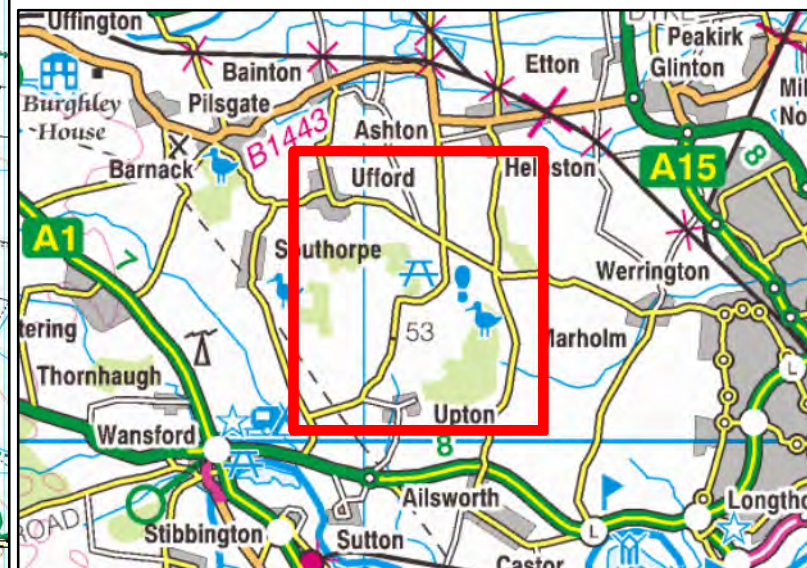 Uffington
DYKE
Peakirk
Glinton
Etton
Bainton
Burghley
House
Pilsgate
B1443
Ashton
Barnack
Ufford
Helpston
A15
8
A1
7
Southorpe
Werrington
tering
53
Marholm
Thornhaugh
L
Upton
Wansford
8
Ailsworth
Longtho
ROAD
Stibbington
Sutton
L
Castor